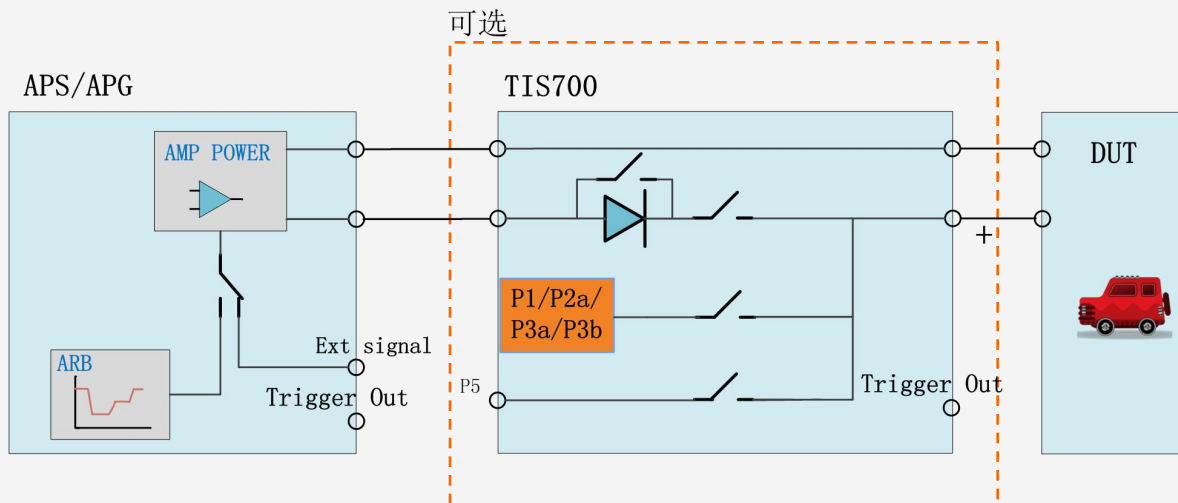 可选
APS/APG
TIS700
AMP POWER
DUT
+
P1/P2a/
P3a/P3b
Ext signal
ARB
P5
Trigger Out
Trigger Out